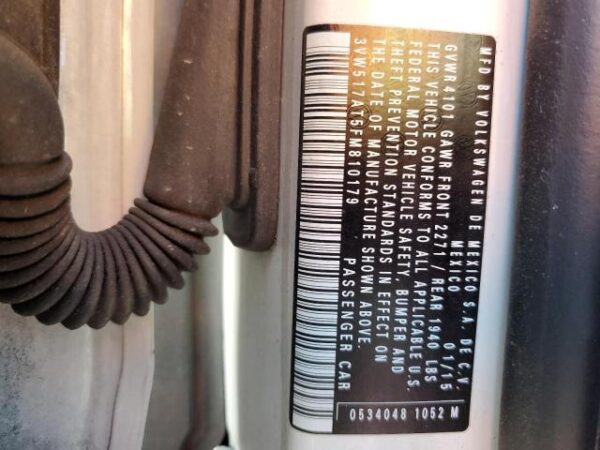 MFD BY VOLKSWAGEN DE MEXICO S.A. DE C.V.
MEXICO 01/15
GVWR 4101 GAWR FRONT 2271 / REAR 1940 LBS
THIS VEHICLE CONFORMS TO ALL APPLICABLE U.S.
FEDERAL MOTOR VEHICLE SAFETY, BUMPER AND
THEFT PREVENTION STANDARDS IN EFFECT ON
THE DATE OF MANUFACTURE SHOWN ABOVE.
3VW517AT5FM810179 PASSENGER CAR
0534048 1052 M